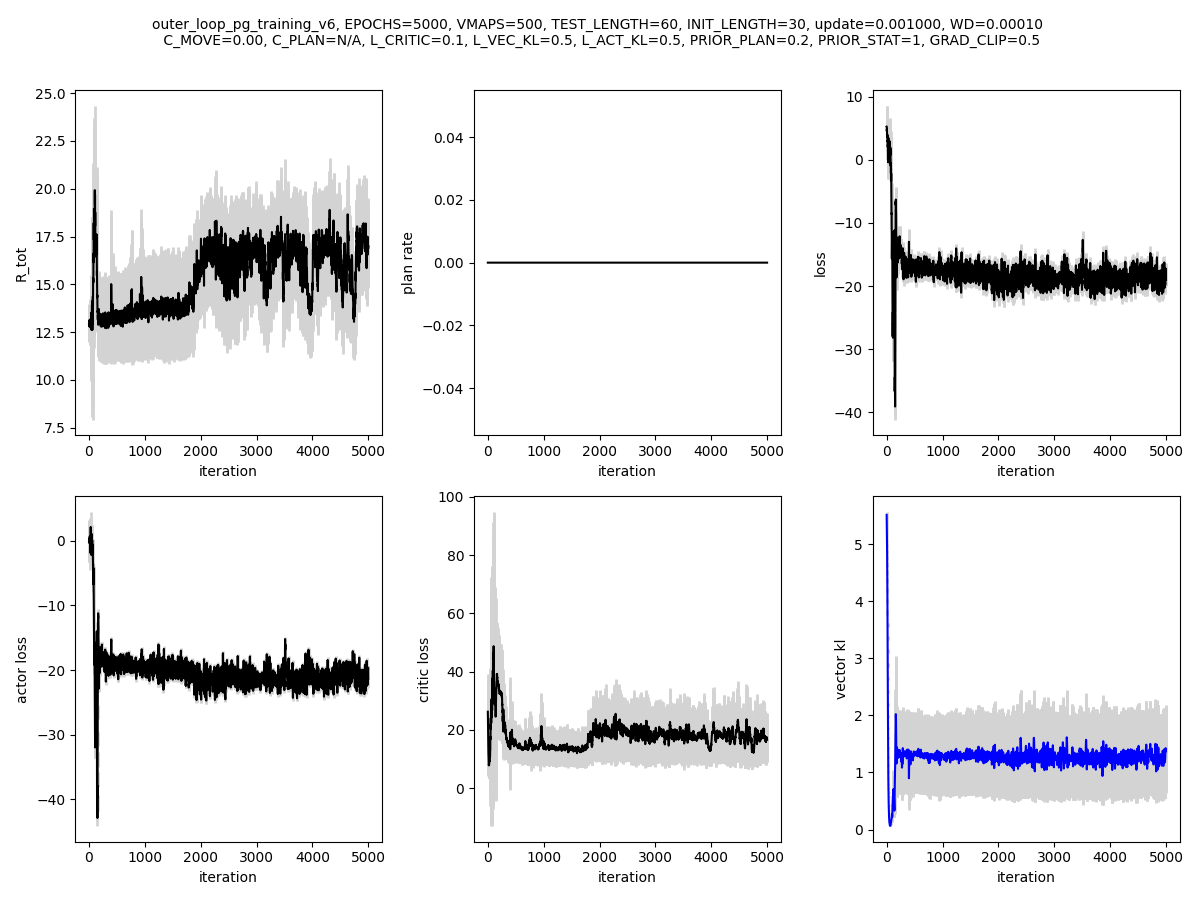 outer_loop_pg_training_v6, EPOCHS=5000, VMAPS=500, TEST_LENGTH=60, INIT_LENGTH=30, update=0.001000, WD=0.00010
C_MOVE=0.00, C_PLAN=N/A, L_CRITIC=0.1, L_VEC_KL=0.5, L_ACT_KL=0.5, PRIOR_PLAN=0.2, PRIOR_STAT=1, GRAD_CLIP=0.5
R_tot
25.0
22.5
20.0
17.5
15.0
12.5
10.0
7.5
0 1000 2000 3000 4000 5000
iteration
plan rate
0.04
0.02
0.00
−0.02
−0.04
0 1000 2000 3000 4000 5000
iteration
loss
10
0
−10
−20
−30
−40
0 1000 2000 3000 4000 5000
iteration
actor loss
0
−10
−20
−30
−40
0 1000 2000 3000 4000 5000
iteration
critic loss
100
80
60
40
20
0
0 1000 2000 3000 4000 5000
iteration
vector kl
5
4
3
2
1
0
0 1000 2000 3000 4000 5000
iteration